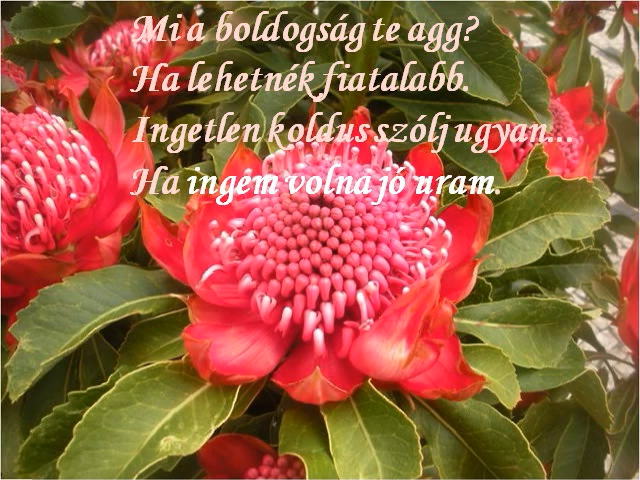 Mi a boldogság te agg?
Ha lehetnék fiatalabb.
Ingetlen koldus szólj ugyan...
Ha ingem volna jó uram.